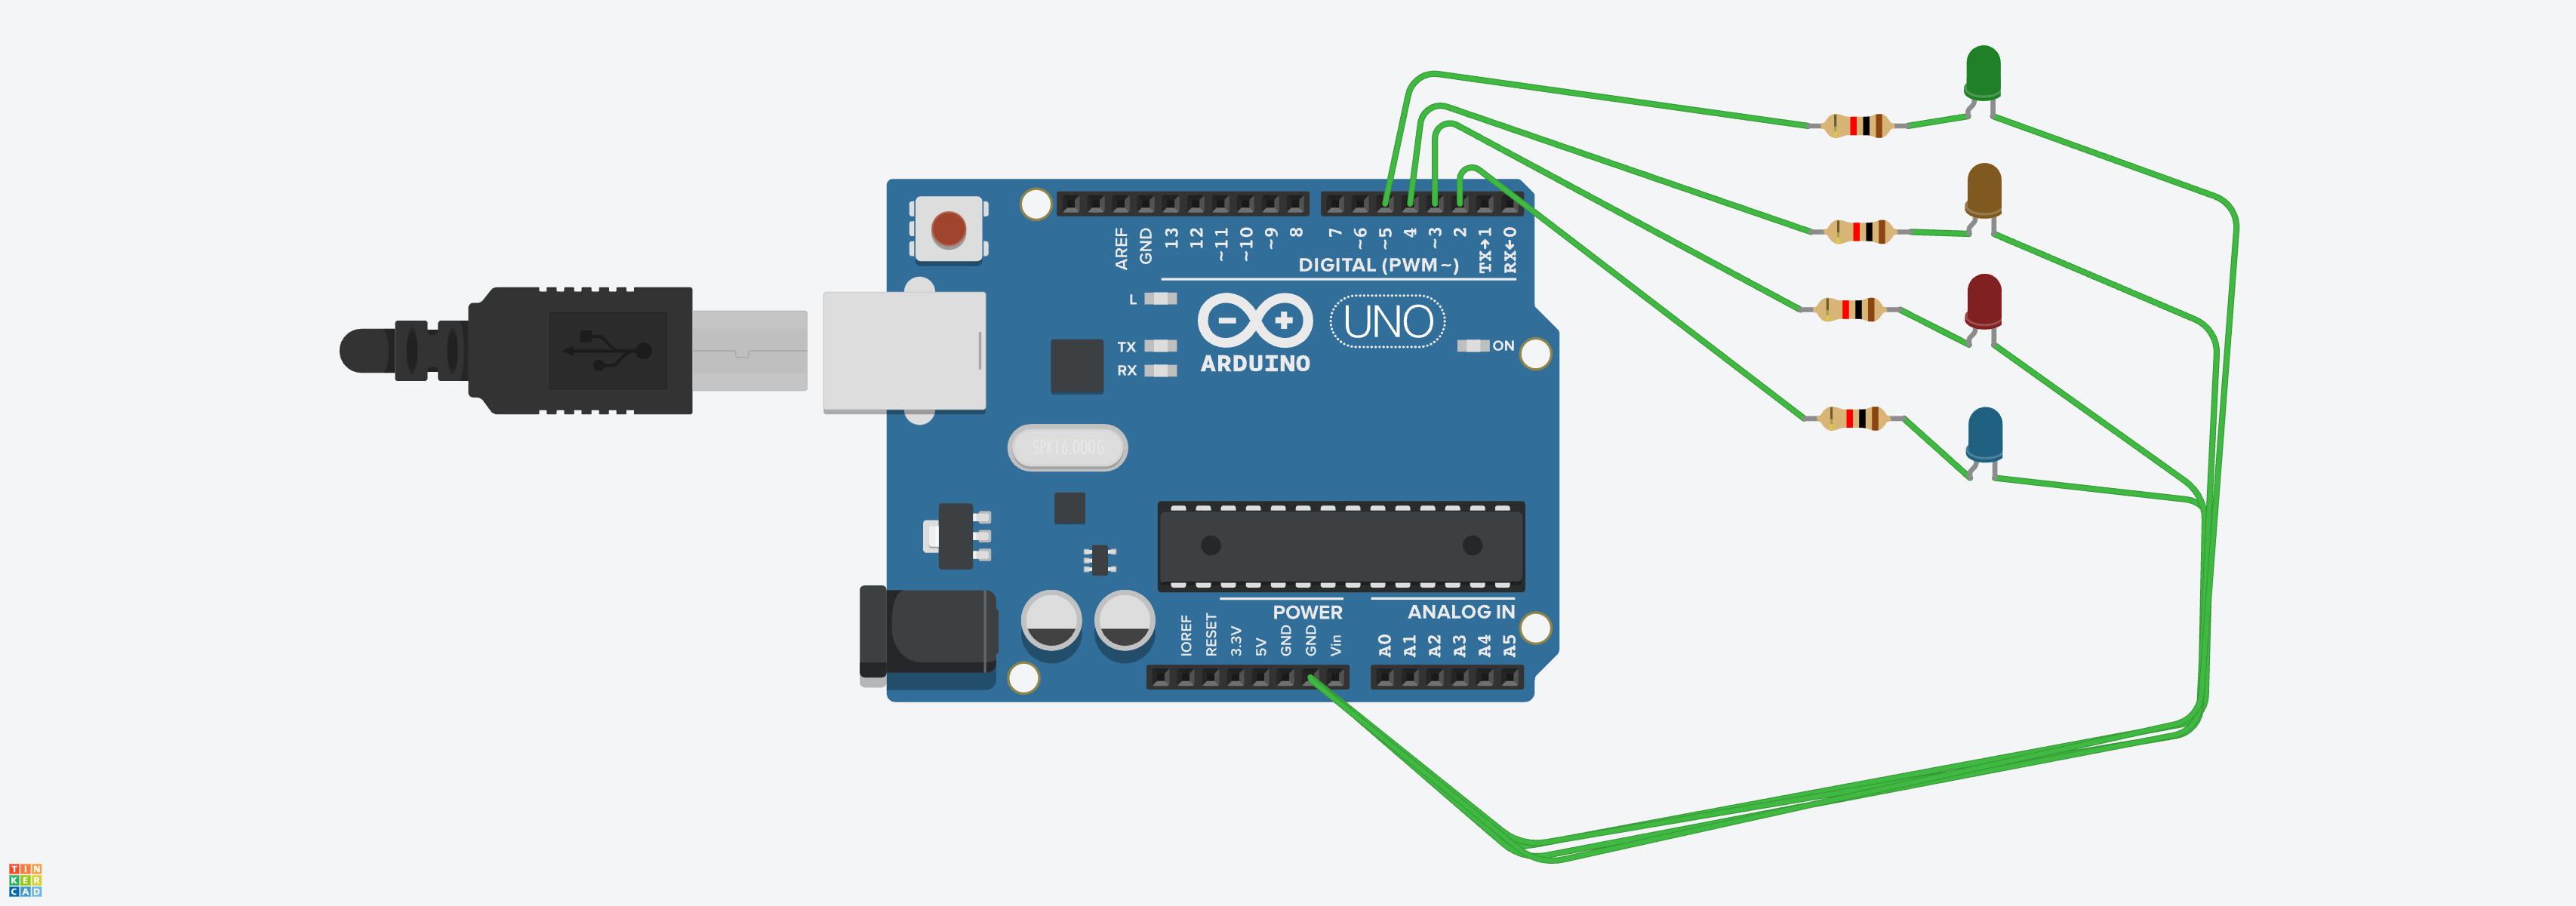 AREF
GND
13
12
~11
~10
~9
8
7
~6
~5
4
~3
2
TX→1
RX←0
DIGITAL (PWM~)
L
TX
RX
UNO
ON
ARDUINO
SPK16.000G
POWER
ANALOG IN
IOREF
RESET
3.3V
5V
GND
GND
Vin
A0
A1
A2
A3
A4
A5
TIN
KER
CAD